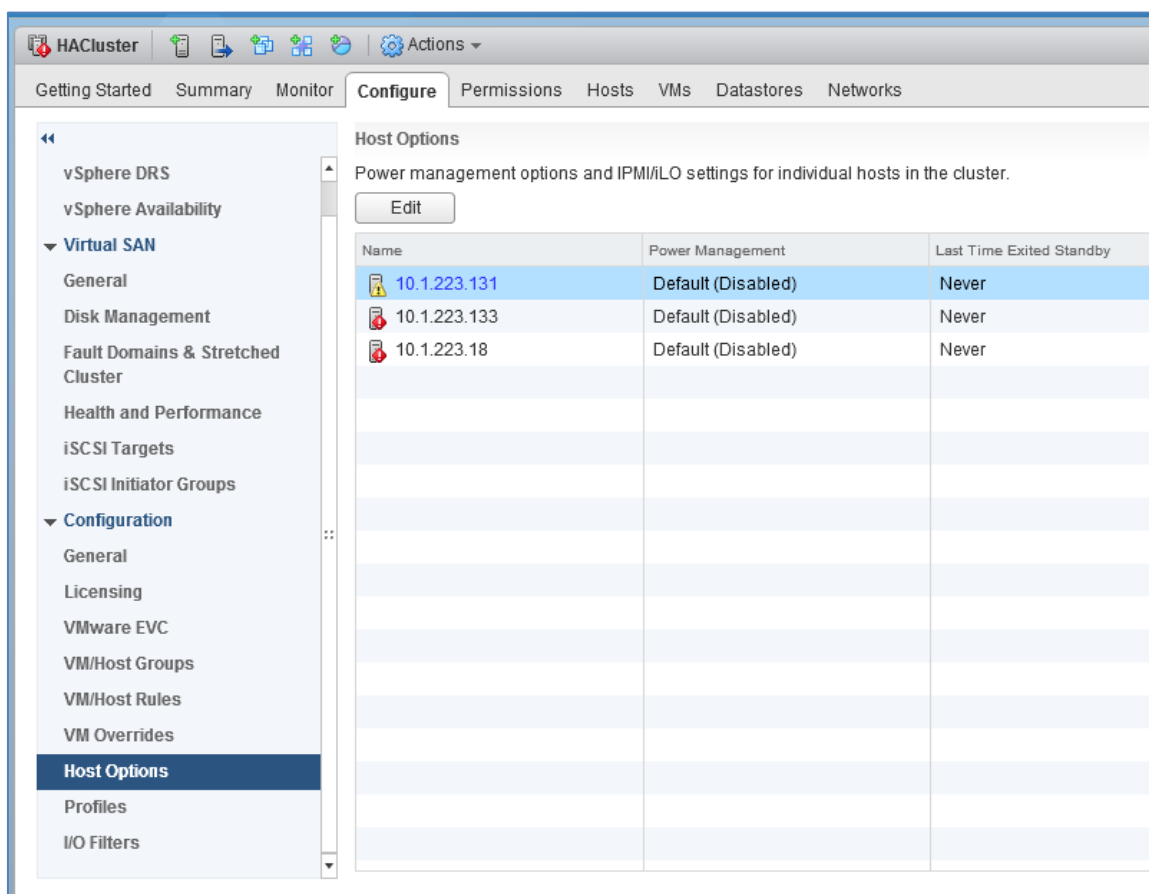 HACluster Actions
Getting Started Summary Monitor Configure Permissions Hosts VMs Datastores Networks
vSphere DRS
vSphere Availability
Virtual SAN
General
Disk Management
Fault Domains & Stretched
Cluster
Health and Performance
iSCSI Targets
iSCSI Initiator Groups
Configuration
General
Licensing
VMware EVC
VM/Host Groups
VM/Host Rules
VM Overrides
Host Options
Profiles
I/O Filters
Host Options
Power management options and IPMI/iLO settings for individual hosts in the cluster.
Edit
Name Power Management Last Time Exited Standby
10.1.223.131 Default (Disabled) Never
10.1.223.133 Default (Disabled) Never
10.1.223.18 Default (Disabled) Never